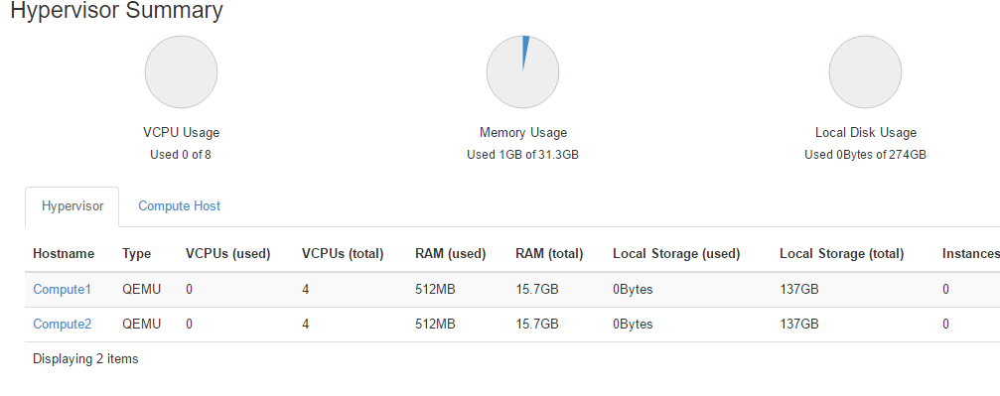 Hypervisor Summary
VCPU Usage Memory Usage Local Disk Usage
Used 0 of 8 Used 1GB of 31.3GB Used 0Bytes of 274GB
Hypervisor Compute Host
Hostname Type VCPUs (used) VCPUs (total) RAM (used) RAM (total) Local Storage (used) Local Storage (total) Instances
Compute1 QEMU 0 4 512MB 15.7GB 0Bytes 137GB 0
Compute2 QEMU 0 4 512MB 15.7GB 0Bytes 137GB 0
Displaying 2 items